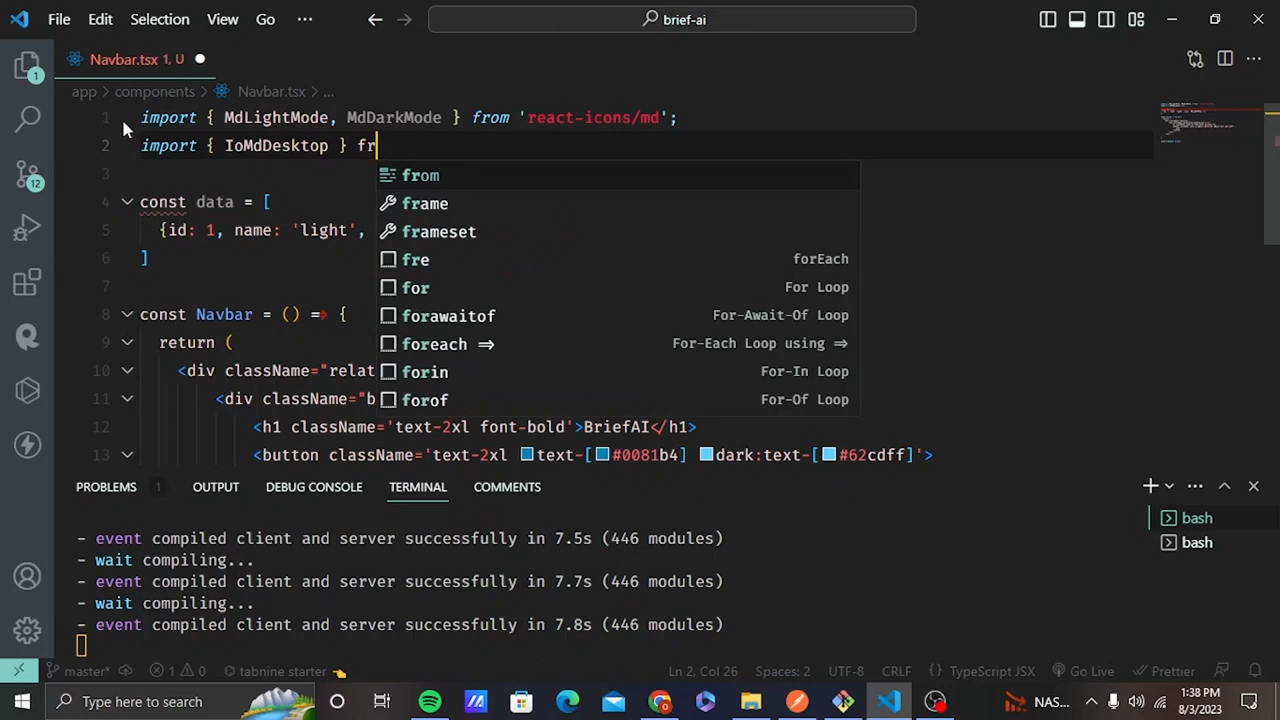 File Edit Selection View Go ··· brief-ai
1
Navbar.tsx 1, U
app > components > Navbar.tsx > ...
1 import { MdLightMode, MdDarkMode } from 'react-icons/md';
2 import { IoMdDesktop } fr
3 from
4 const data = [ frame
5 {id: 1, name: 'light', frameset
6 ] fre forEach
7 for For Loop
8 const Navbar = () => { forawaitof For-Await-Of Loop
9 return ( foreach => For-Each Loop using =>
10 <div className="relat forin For-In Loop
11 <div className="b forof For-Of Loop
12 <h1 className='text-2xl font-bold'>BriefAI</h1>
13 <button className='text-2xl text-[#0081b4] dark:text-[#62cdff]'>
12
PROBLEMS 1 OUTPUT DEBUG CONSOLE TERMINAL COMMENTS
- event compiled client and server successfully in 7.5s (446 modules)
- wait compiling...
- event compiled client and server successfully in 7.7s (446 modules)
- wait compiling...
- event compiled client and server successfully in 7.8s (446 modules)
bash
bash
master* 1 0 tabnine starter Ln 2, Col 26 Spaces: 2 UTF-8 CRLF {} TypeScript JSX Go Live Prettier
Type here to search NAS... 1:38 PM
8/3/2023